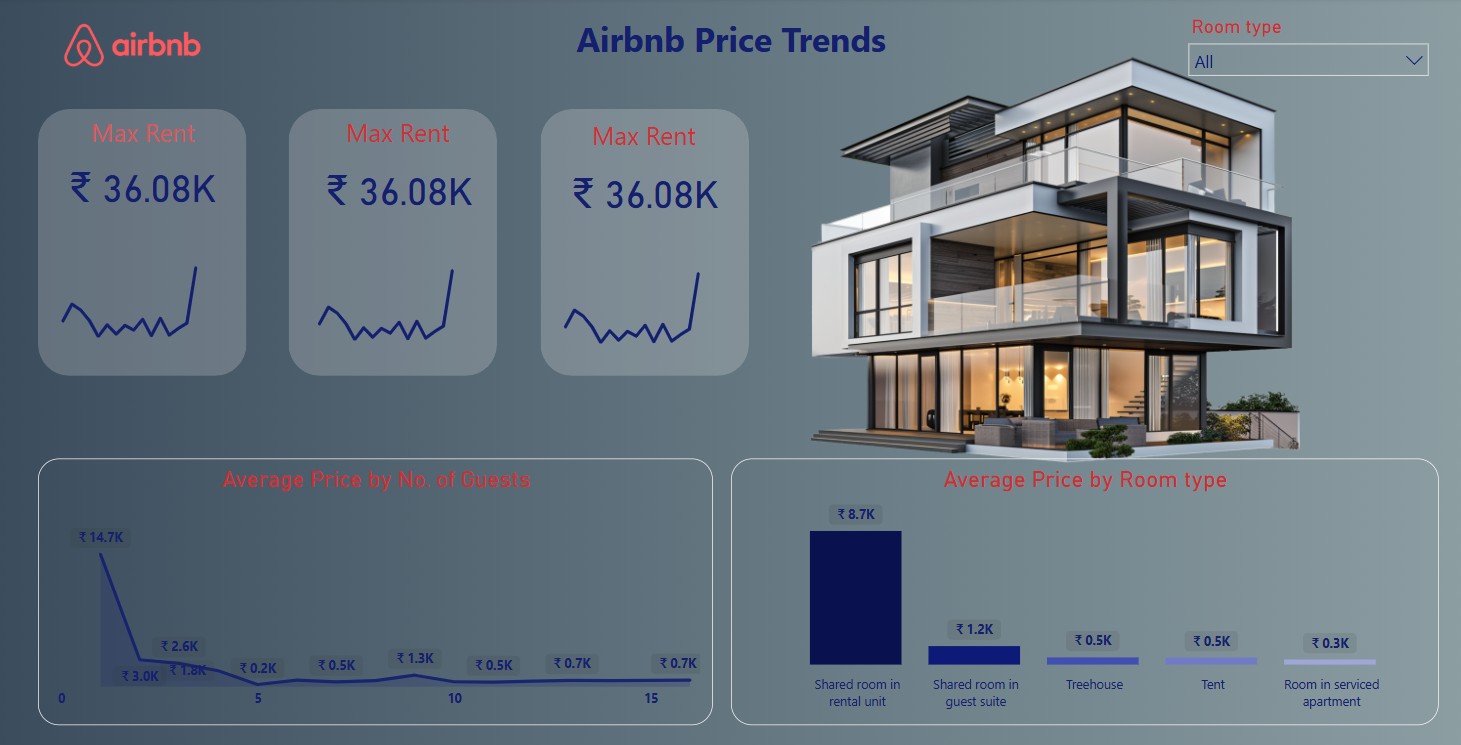 airbnb
Airbnb Price Trends
Room type
All
Max Rent
₹ 36.08K
Max Rent
₹ 36.08K
Max Rent
₹ 36.08K
Average Price by No. of Guests
₹ 14.7K
₹ 3.0K
₹ 2.6K
₹ 1.8K
₹ 0.2K
₹ 0.5K
₹ 1.3K
₹ 0.5K
₹ 0.7K
₹ 0.7K
0
5
10
15
Average Price by Room type
₹ 8.7K
₹ 1.2K
₹ 0.5K
₹ 0.5K
₹ 0.3K
Shared room in
rental unit
Shared room in
guest suite
Treehouse
Tent
Room in serviced
apartment